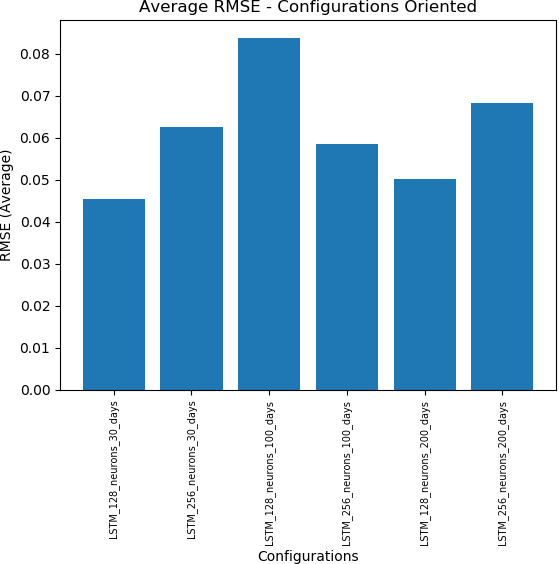 Average RMSE - Configurations Oriented
RMSE (Average)
0.08
0.07
0.06
0.05
0.04
0.03
0.02
0.01
0.00
LSTM_128_neurons_30_days
LSTM_256_neurons_30_days
LSTM_128_neurons_100_days
LSTM_256_neurons_100_days
LSTM_128_neurons_200_days
LSTM_256_neurons_200_days
Configurations